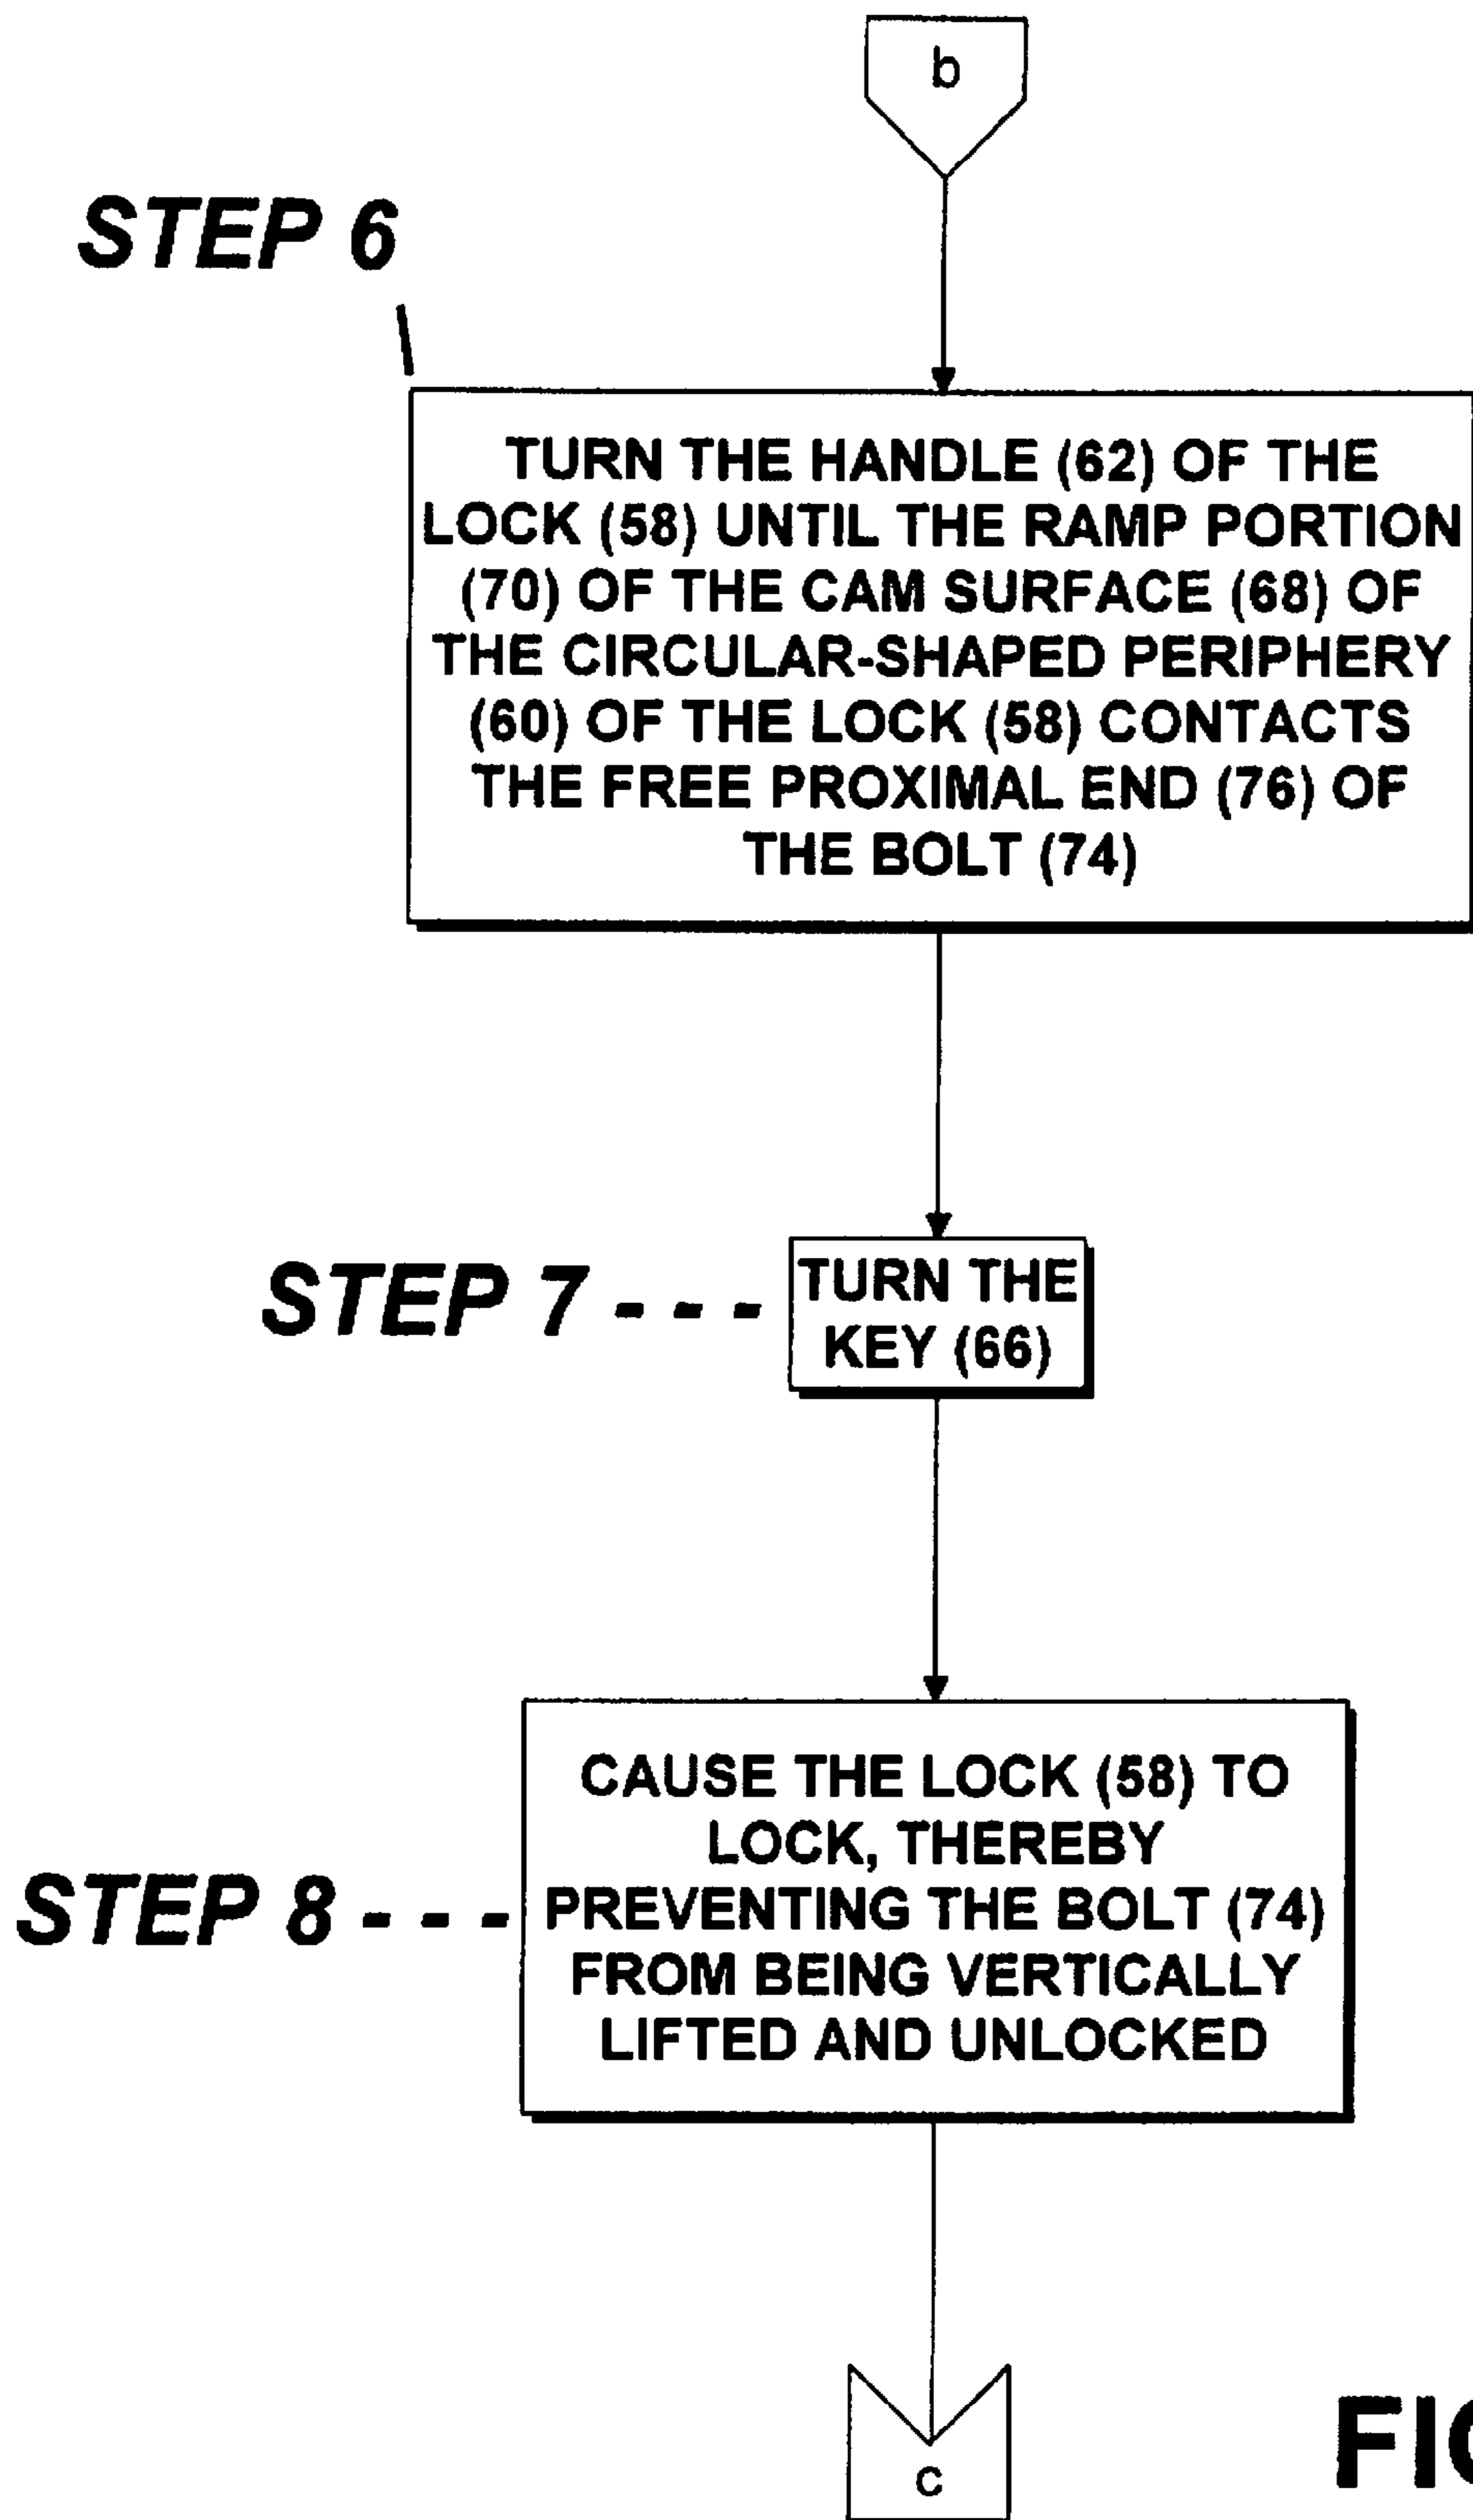 b
STEP 6
TURN THE HANDLE (62) OF THE
LOCK (58) UNTIL THE RAMP PORTION
(70) OF THE CAM SURFACE (68) OF
THE CIRCULAR-SHAPED PERIPHERY
(60) OF THE LOCK (58) CONTACTS
THE FREE PROXIMAL END (76) OF
THE BOLT (74)
STEP 7
TURN THE
KEY (66)
CAUSE THE LOCK (58) TO
LOCK, THEREBY
STEP 8
PREVENTING THE BOLT (74)
FROM BEING VERTICALLY
LIFTED AND UNLOCKED
c